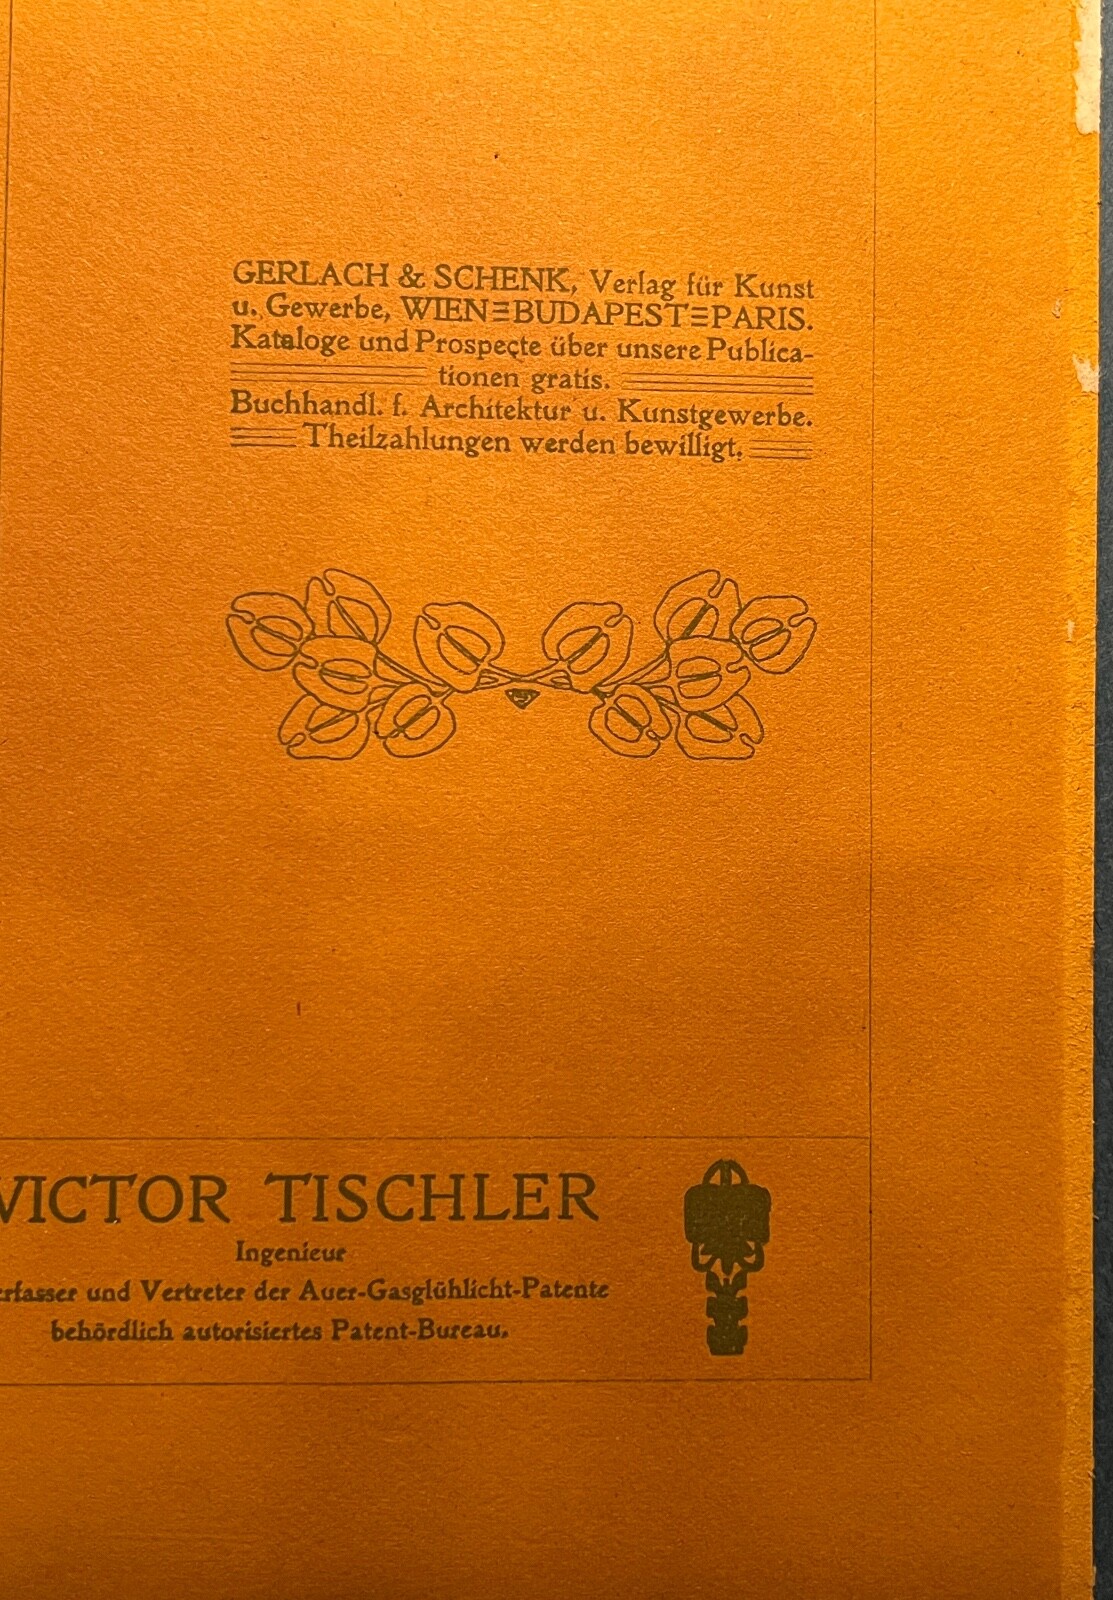 GERLACH & SCHENK, Verlag für Kunst
u. Gewerbe, WIEN BUDAPEST PARIS.
Kataloge und Prospecte über unsere Publica-
tionen gratis.
Buchhandl. f. Architektur u. Kunstgewerbe.
Theilzahlungen werden bewilligt.
VICTOR TISCHLER
Ingenieur
erfasser und Vertreter der Auer-Gasglühlicht-Patente
behördlich autorisiertes Patent-Bureau.